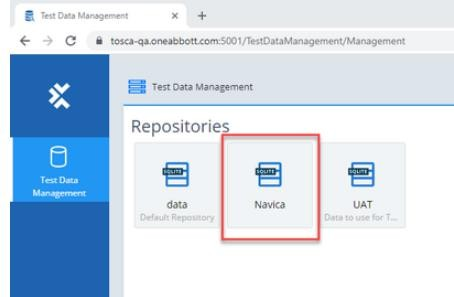 Test Data Management
tosca-qa.oneabbott.com:5001/TestDataManagement/Management
Test Data Management
Test Data
Management
Repositories
SQLITE
SQLITE
SQLITE
data
Navica
UAT
Default Repository
Data to use for T...